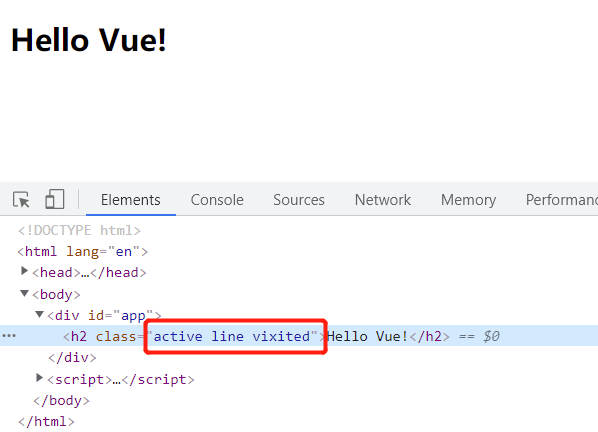 Hello Vue!
Elements Console Sources Network Memory Performanc
<!DOCTYPE html>
<html lang="en">
<head>…</head>
<body>
<div id="app">
<h2 class="active line vixited">Hello Vue!</h2> == $0
</div>
<script>…</script>
</body>
</html>